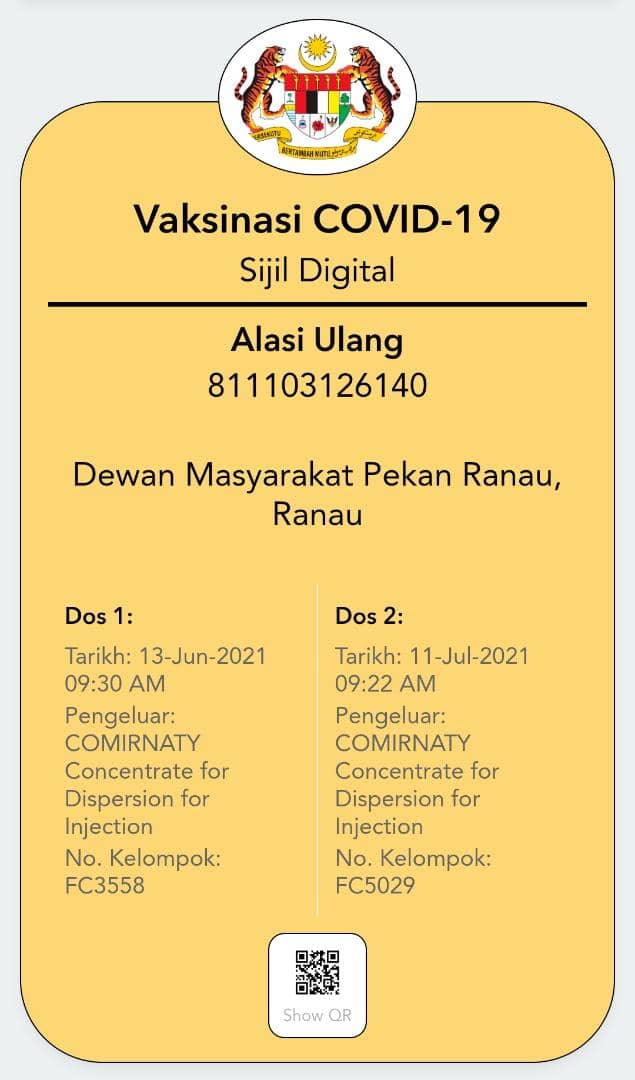 BERTAMBAH MUTU
Vaksinasi COVID-19
Sijil Digital
Alasi Ulang
811103126140
Dewan Masyarakat Pekan Ranau,
Ranau
Dos 1:
Tarikh: 13-Jun-2021
09:30 AM
Pengeluar:
COMIRNATY
Concentrate for
Dispersion for
Injection
No. Kelompok:
FC3558
Dos 2:
Tarikh: 11-Jul-2021
09:22 AM
Pengeluar:
COMIRNATY
Concentrate for
Dispersion for
Injection
No. Kelompok:
FC5029
Show QR